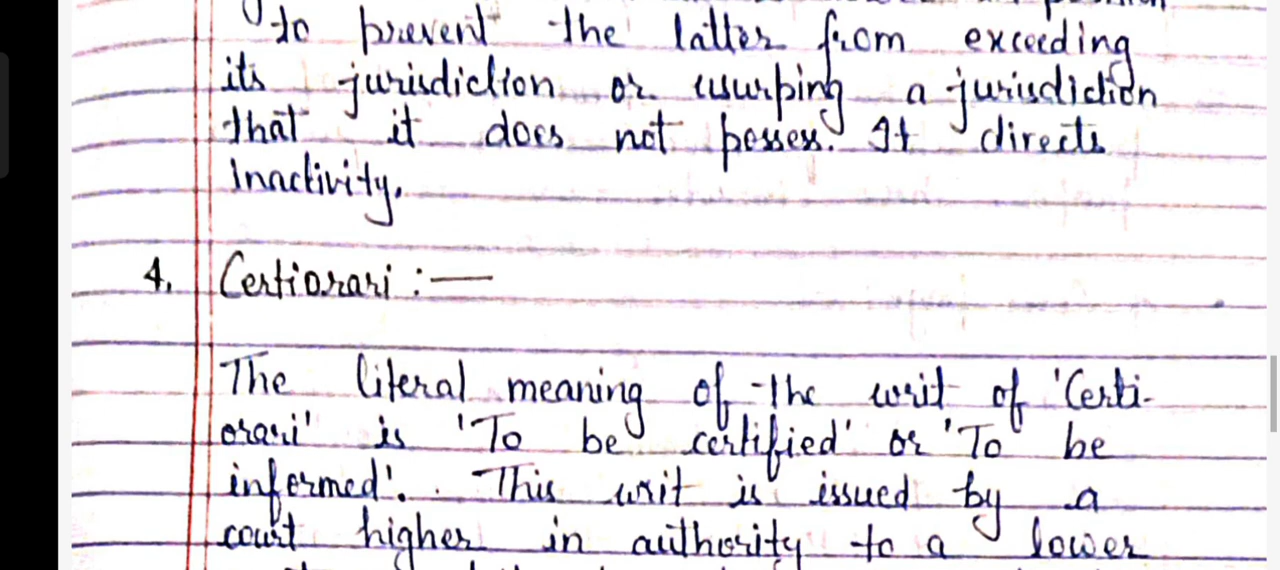 to prevent the latter from exceeding
its jurisdiction or usurping a jurisdiction
that it does not possess. It directs
inactivity.
4. Certiorari :—
The literal meaning of the writ of 'Certi-
orari' is 'To be certified' or 'To be
informed'. This writ is issued by a
court higher in authority to a lower